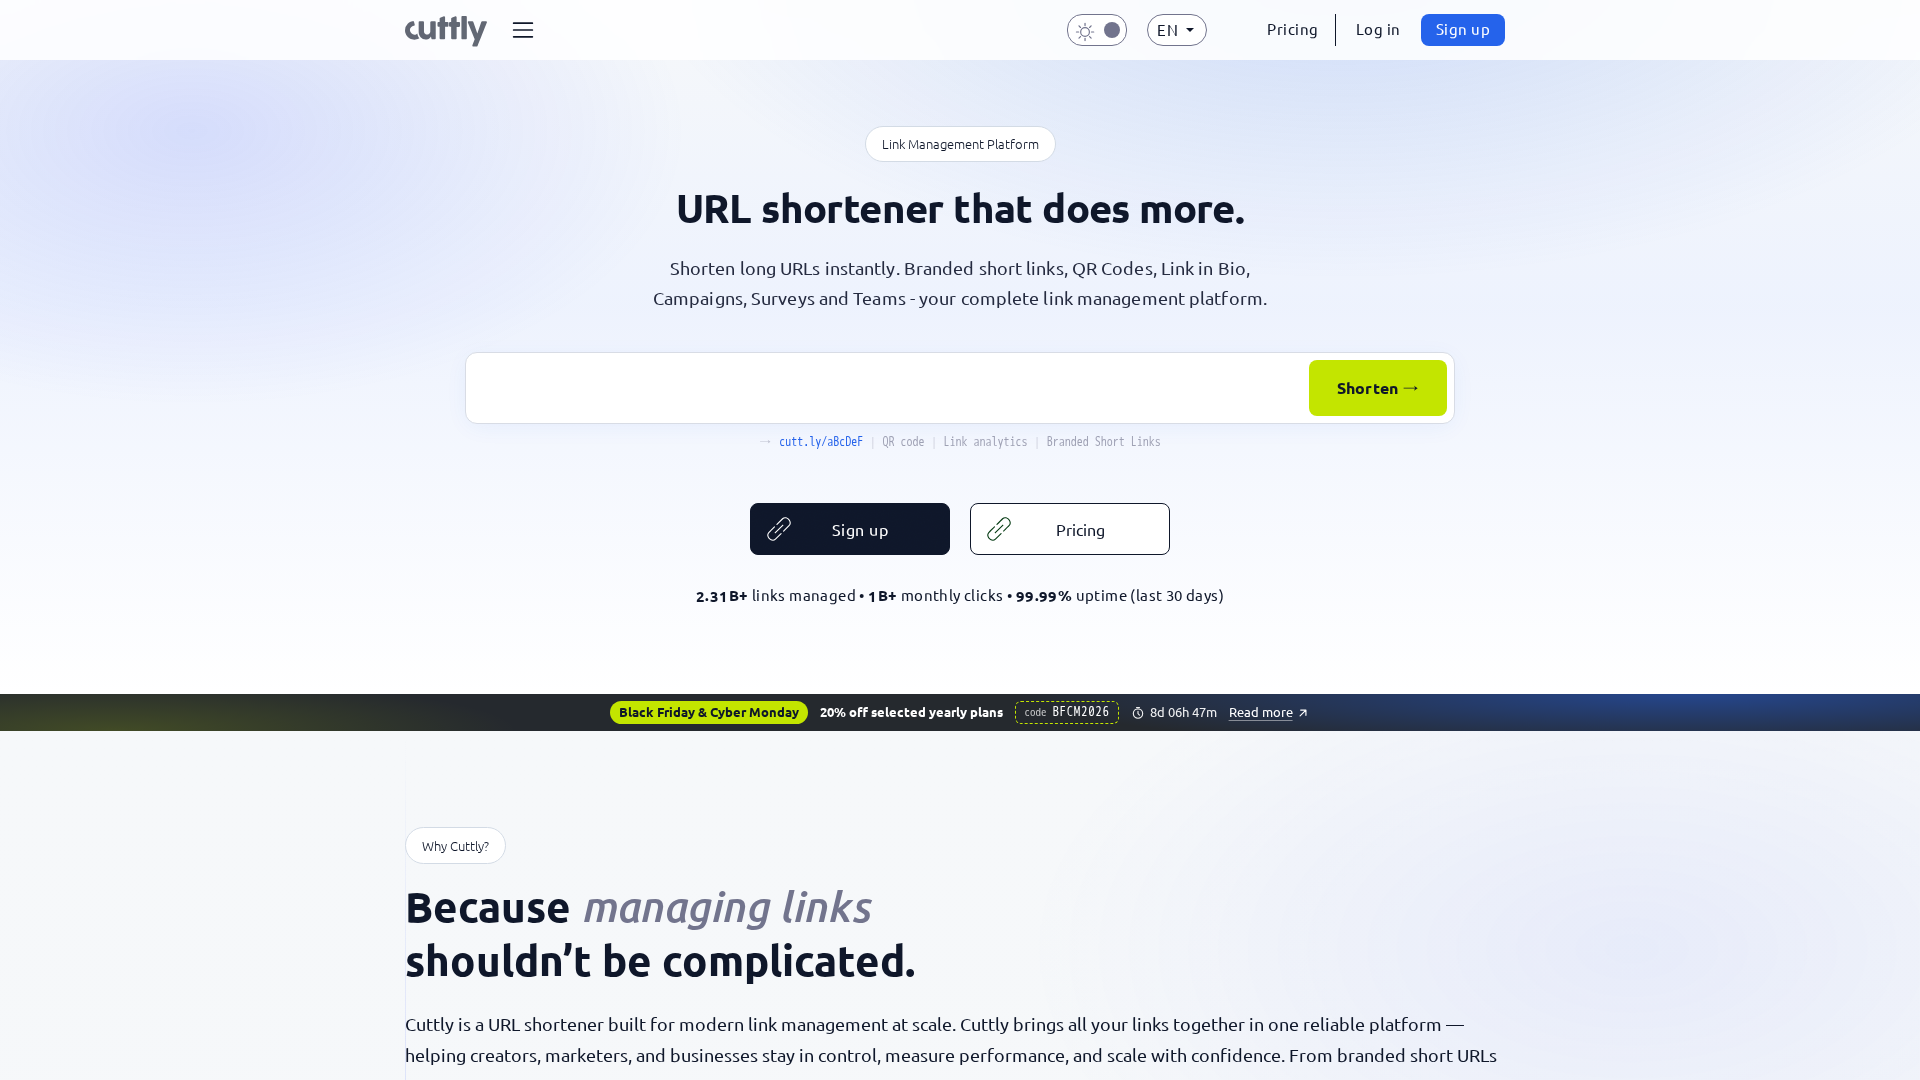 cuttly
EN
Pricing
Log in
Sign up
Link Management Platform
URL shortener that does more.
Shorten long URLs instantly. Branded short links, QR Codes, Link in Bio,
Campaigns, Surveys and Teams - your complete link management platform.
Shorten →
→ cutt.ly/aBcDeF | QR code | Link analytics | Branded Short Links
Sign up
Pricing
2.31B+ links managed • 1B+ monthly clicks • 99.99% uptime (last 30 days)
Black Friday & Cyber Monday 20% off selected yearly plans code BFCM2026 8d 06h 47m Read more ↗
Why Cuttly?
Because managing links
shouldn’t be complicated.
Cuttly is a URL shortener built for modern link management at scale. Cuttly brings all your links together in one reliable platform —
helping creators, marketers, and businesses stay in control, measure performance, and scale with confidence. From branded short URLs